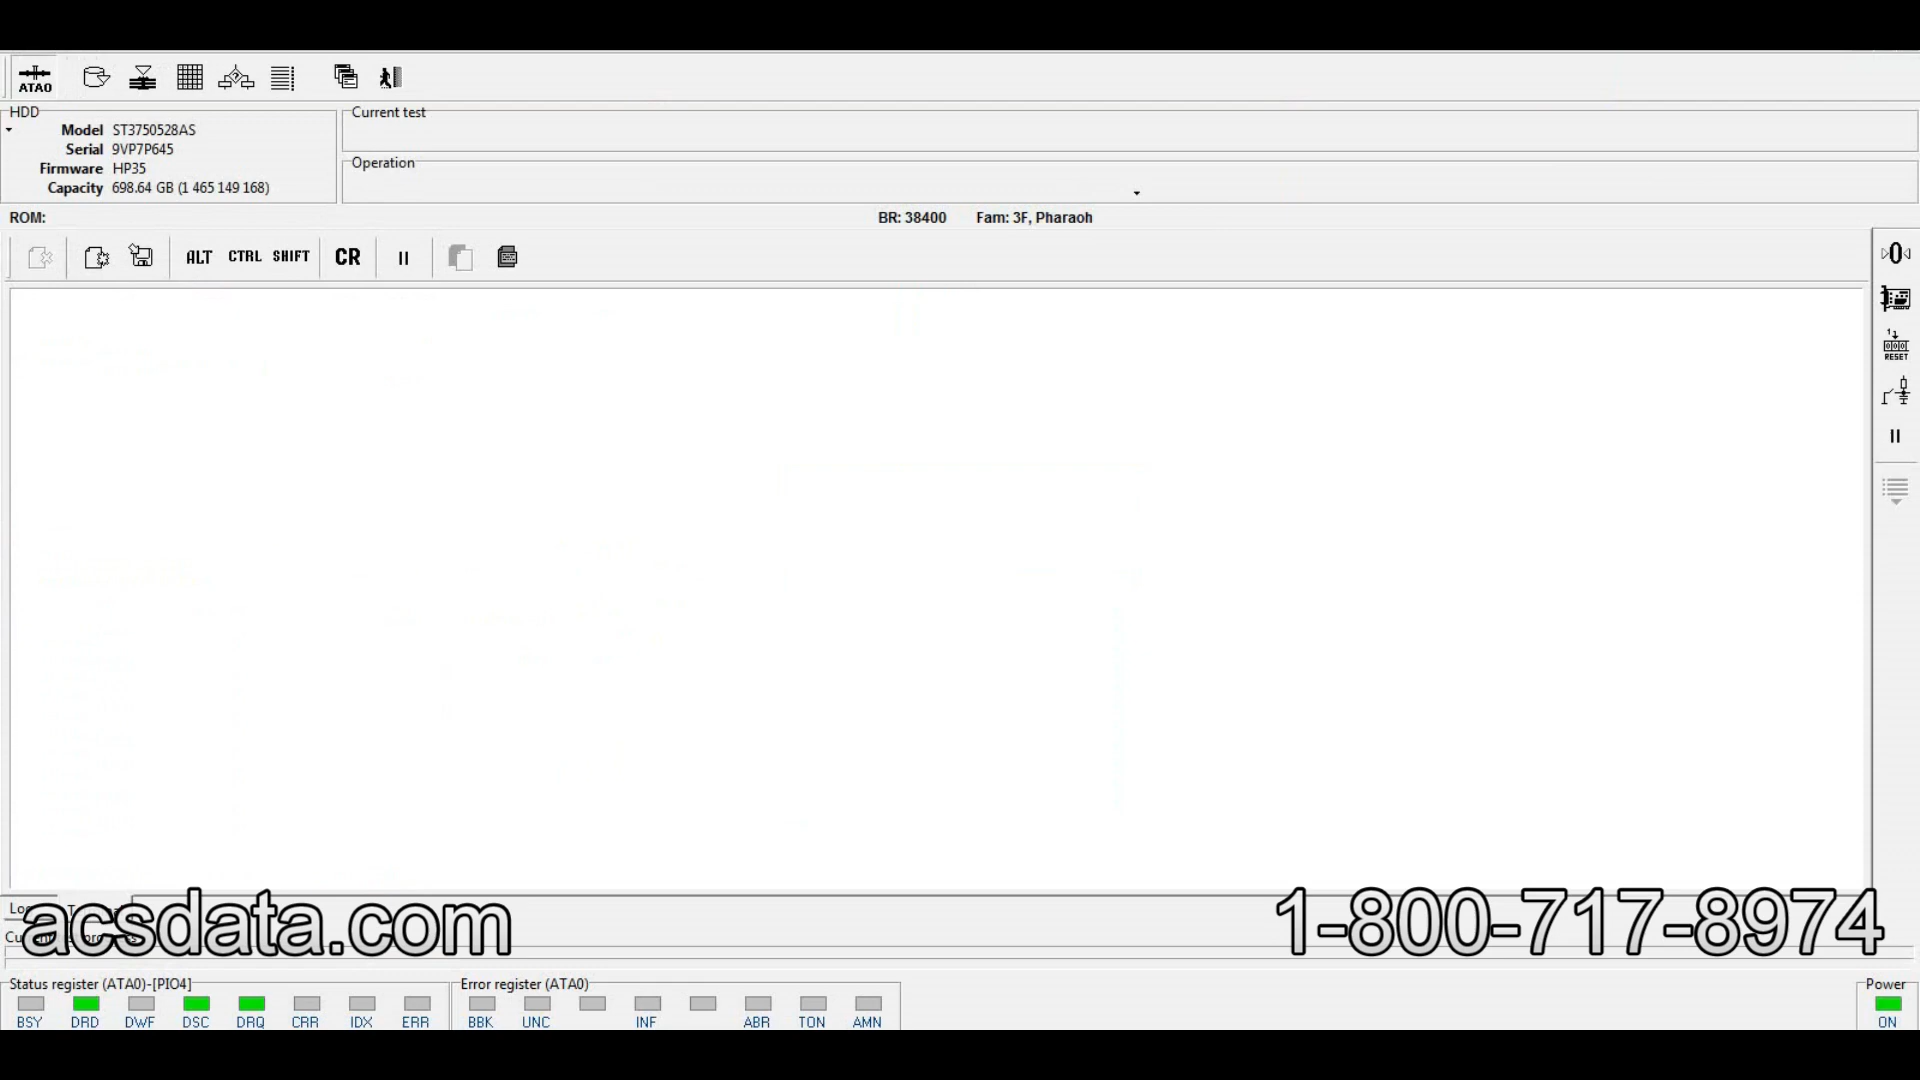 ATA0
HDD
Model ST3750528AS
Serial 9VP7P645
Firmware HP35
Capacity 698.64 GB (1 465 149 168)
Current test
Operation
ROM:
BR: 38400 Fam: 3F, Pharaoh
ALT CTRL SHIFT CR
RESET
acsdata.com
1-800-717-8974
Status register (ATA0)-[PIO4]
BSY DRD DWF DSC DRQ CRR IDX ERR
Error register (ATA0)
BBK UNC INF ABR TON AMN
Power
ON